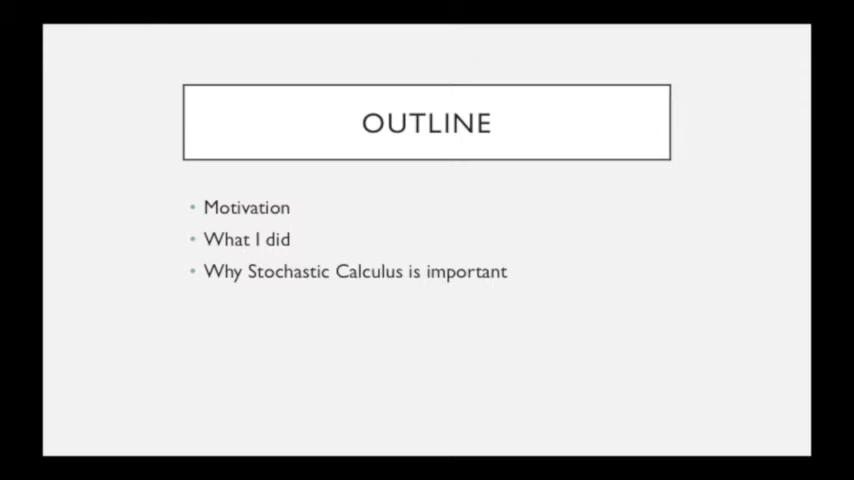 OUTLINE
• Motivation
• What I did
• Why Stochastic Calculus is important